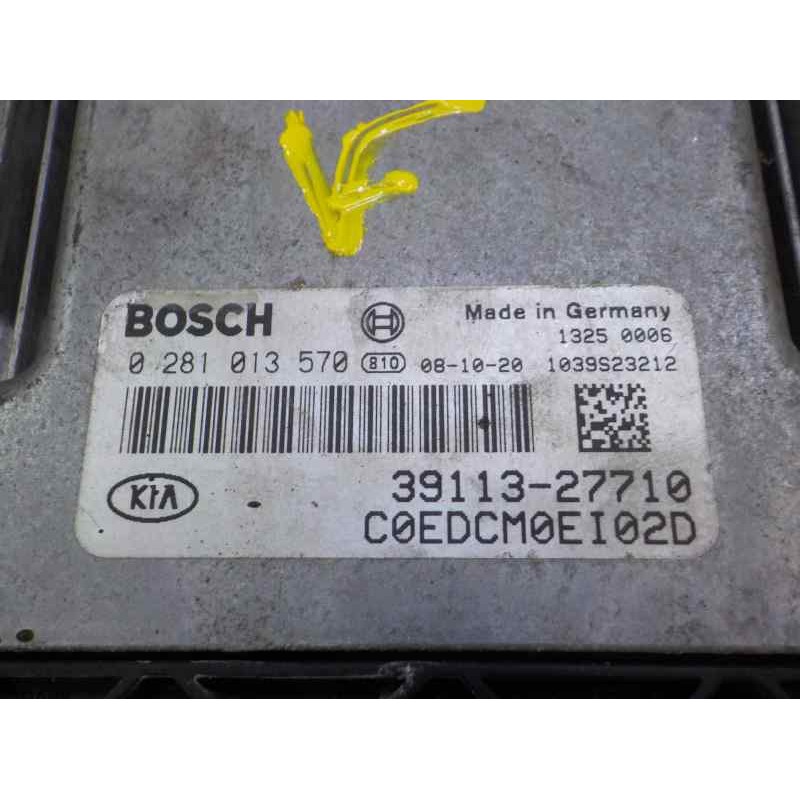 BOSCH
Made in Germany
1325 0006
0 281 013 570 810 08-10-20 1039S23212
KIA
39113-27710
C0EDCM0EI02D